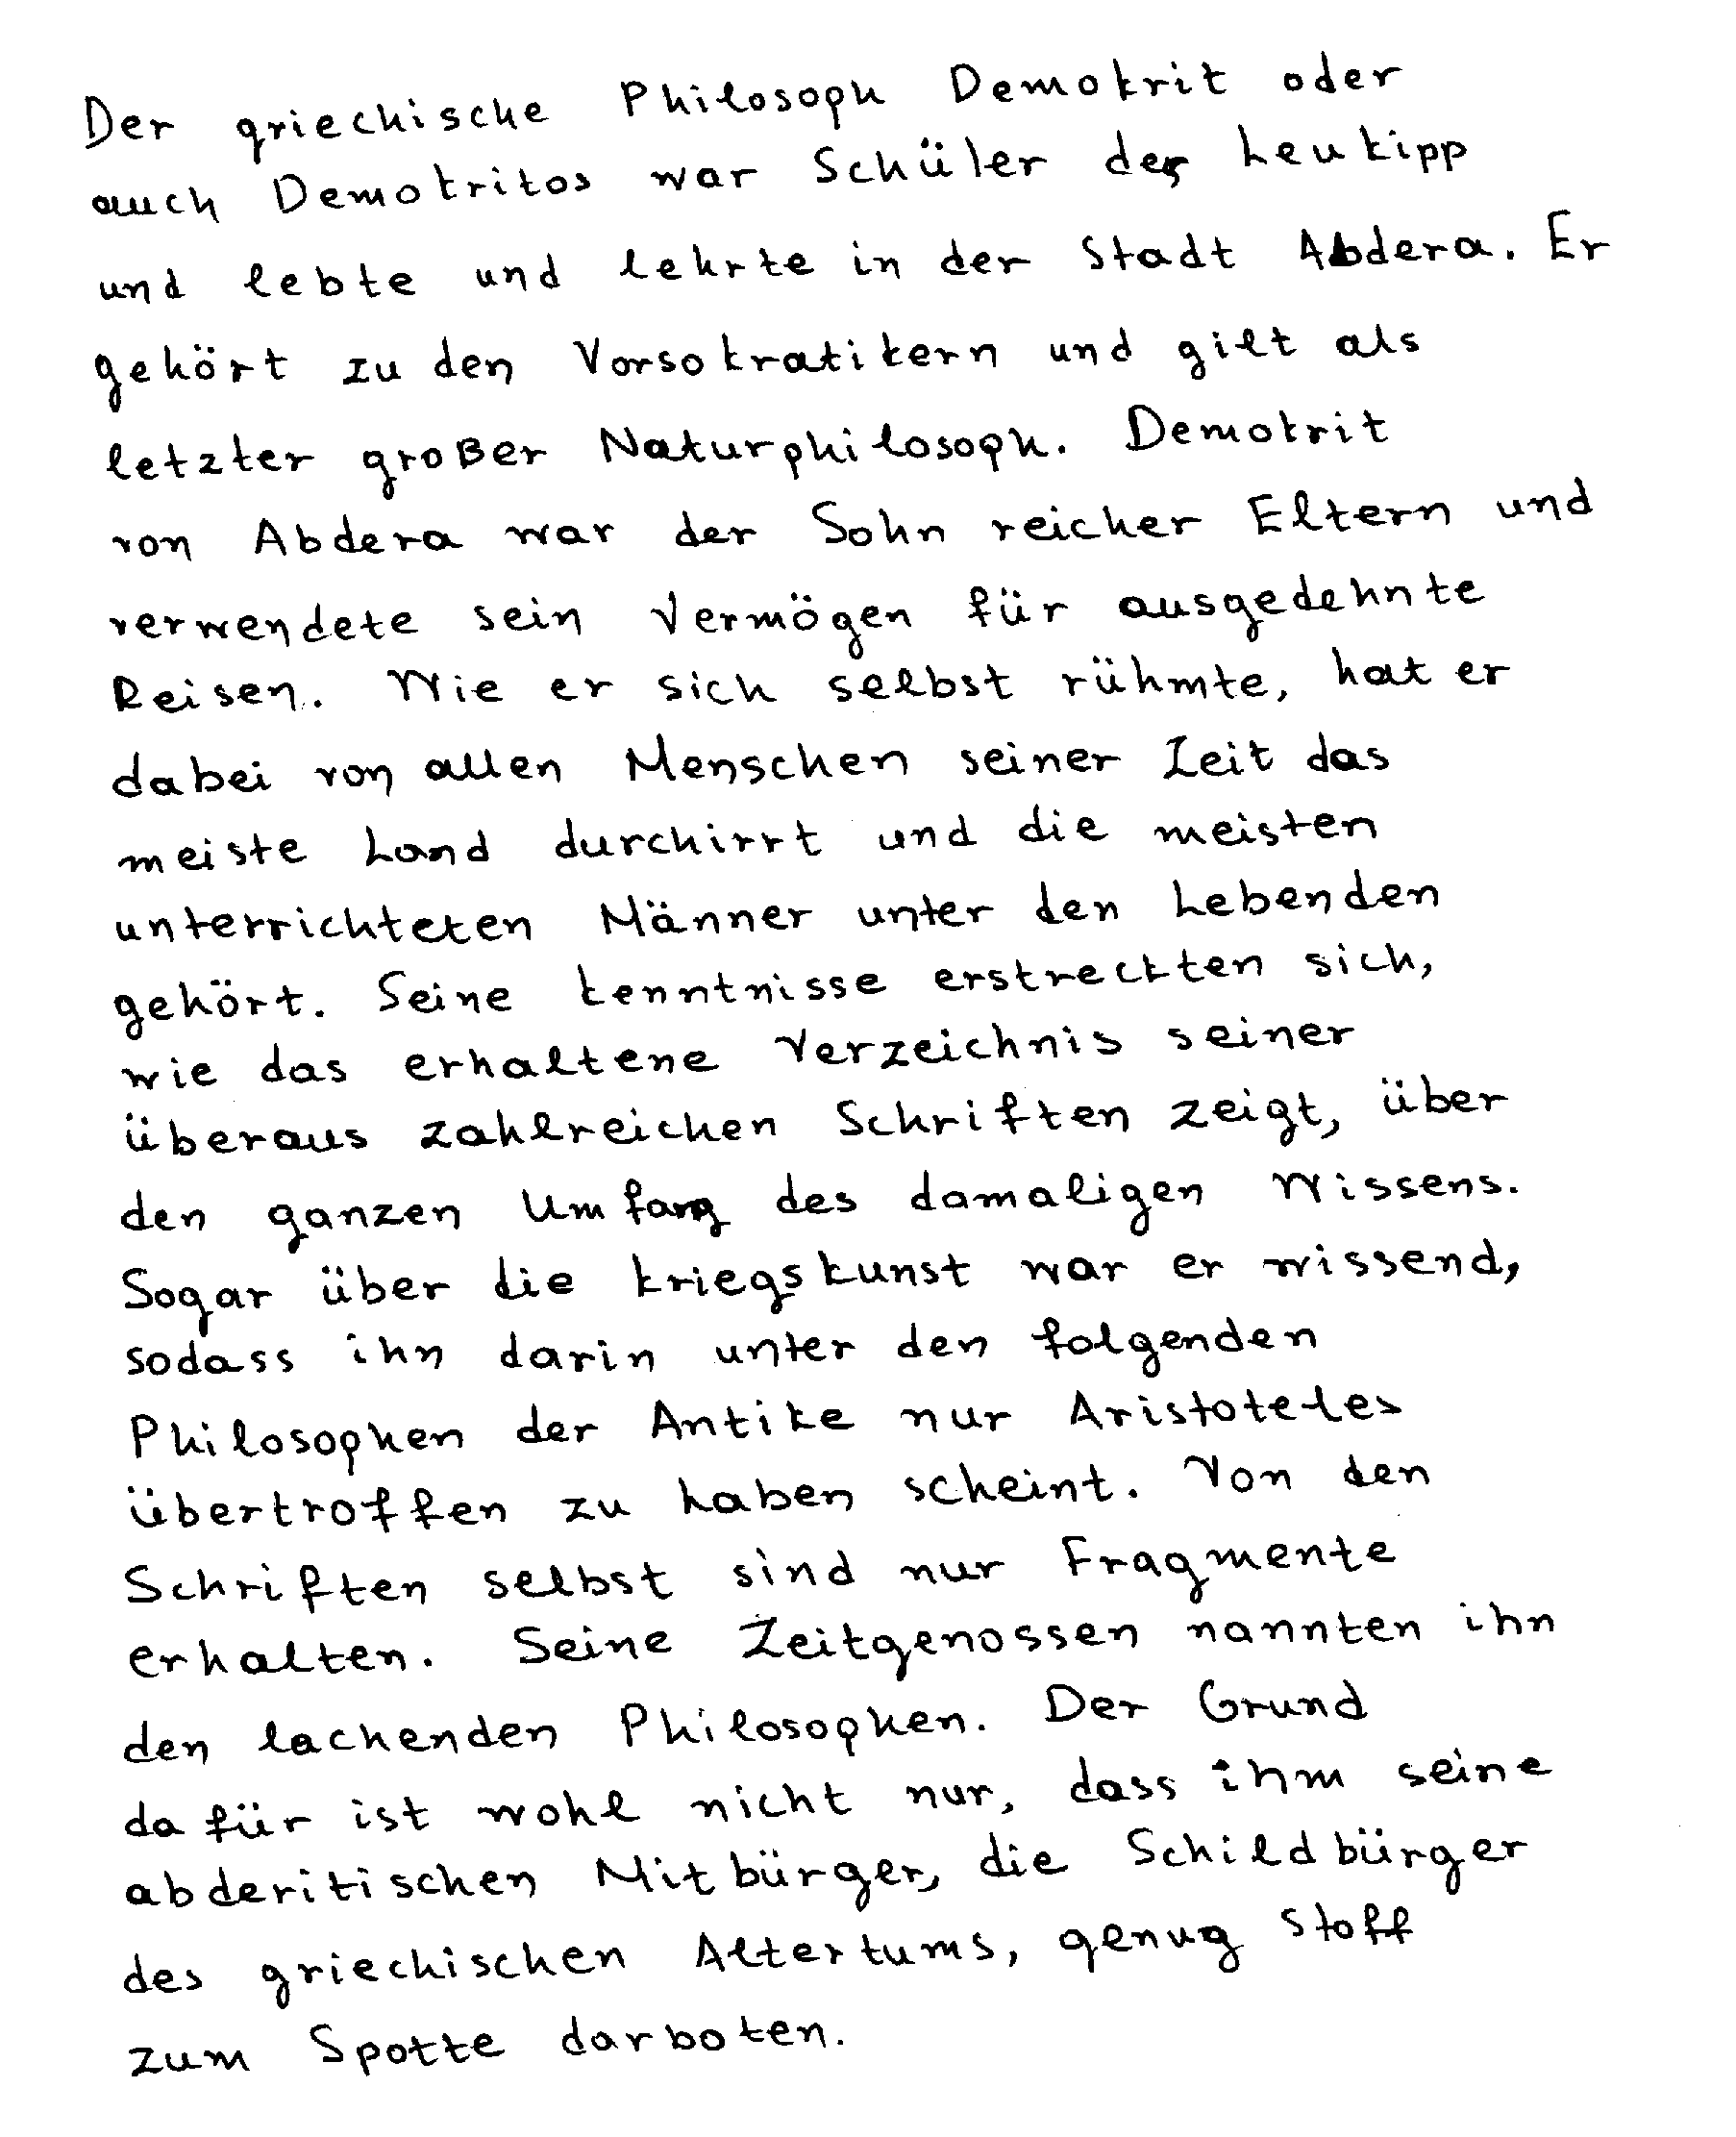 Der griechische Philosoph Demokrit oder
auch Demokritos war Schüler des Leukipp
und lebte und lehrte in der Stadt Abdera. Er
gehört zu den Vorsokratikern und gilt als
letzter großer Naturphilosoph. Demokrit
von Abdera war der Sohn reicher Eltern und
verwendete sein Vermögen für ausgedehnte
Reisen. Wie er sich selbst rühmte, hat er
dabei von allen Menschen seiner Zeit das
meiste Land durchirrt und die meisten
unterrichteten Männer unter den Lebenden
gehört. Seine Kenntnisse erstreckten sich,
wie das erhaltene Verzeichnis seiner
überaus zahlreichen Schriften zeigt, über
den ganzen Umfang des damaligen Wissens.
Sogar über die Kriegskunst war er wissend,
sodass ihn darin unter den folgenden
Philosophen der Antike nur Aristoteles
übertroffen zu haben scheint. Von den
Schriften selbst sind nur Fragmente
erhalten. Seine Zeitgenossen nannten ihn
den lachenden Philosophen. Der Grund
dafür ist wohl nicht nur, dass ihm seine
abderitischen Mitbürger, die Schildbürger
des griechischen Altertums, genug Stoff
zum Spotte darboten.